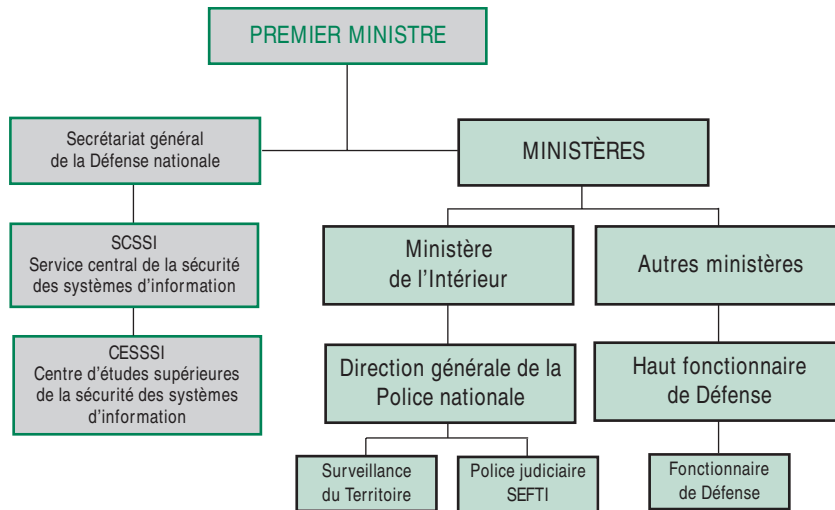 PREMIER MINISTRE
Secrétariat général
de la Défense nationale
MINISTÈRES
SCSSI
Service central de la sécurité
des systèmes d'information
Ministère
de l'Intérieur
Autres ministères
CESSSI
Centre d'études supérieures
de la sécurité des systèmes
d'information
Direction générale de la
Police nationale
Haut fonctionnaire
de Défense
Surveillance
du Territoire
Police judiciaire
SEFTI
Fonctionnaire
de Défense